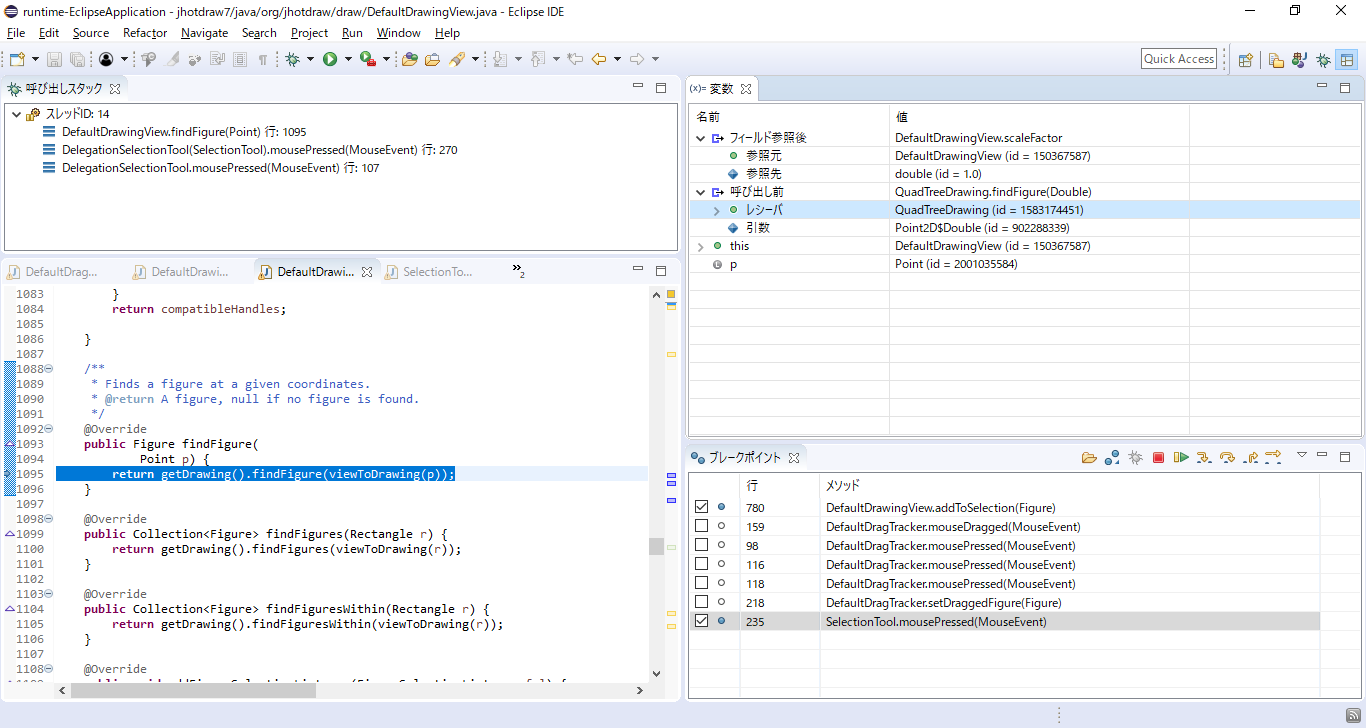 runtime-EclipseApplication - jhotdraw7/java/org/jhotdraw/draw/DefaultDrawingView.java - Eclipse IDE
File Edit Source Refactor Navigate Search Project Run Window Help
Quick Access
呼び出しスタック
スレッドID: 14
DefaultDrawingView.findFigure(Point) 行: 1095
DelegationSelectionTool(SelectionTool).mousePressed(MouseEvent) 行: 270
DelegationSelectionTool.mousePressed(MouseEvent) 行: 107
DefaultDrag... DefaultDrawi... DefaultDrawi... SelectionTo... »2
1083 }
1084 return compatibleHandles;
1085
1086 }
1087
1088 /**
1089 * Finds a figure at a given coordinates.
1090 * @return A figure, null if no figure is found.
1091 */
1092 @Override
1093 public Figure findFigure(
1094 Point p) {
1095 return getDrawing().findFigure(viewToDrawing(p));
1096 }
1097
1098 @Override
1099 public Collection<Figure> findFigures(Rectangle r) {
1100 return getDrawing().findFigures(viewToDrawing(r));
1101 }
1102
1103 @Override
1104 public Collection<Figure> findFiguresWithin(Rectangle r) {
1105 return getDrawing().findFiguresWithin(viewToDrawing(r));
1106 }
1107
1108 @Override
(x)= 変数
名前 値
フィールド参照後 DefaultDrawingView.scaleFactor
参照元 DefaultDrawingView (id = 150367587)
参照先 double (id = 1.0)
呼び出し前 QuadTreeDrawing.findFigure(Double)
レシーバ QuadTreeDrawing (id = 1583174451)
引数 Point2D$Double (id = 902288339)
this DefaultDrawingView (id = 150367587)
p Point (id = 2001035584)
ブレークポイント
行 メソッド
780 DefaultDrawingView.addToSelection(Figure)
159 DefaultDragTracker.mouseDragged(MouseEvent)
98 DefaultDragTracker.mousePressed(MouseEvent)
116 DefaultDragTracker.mousePressed(MouseEvent)
118 DefaultDragTracker.mousePressed(MouseEvent)
218 DefaultDragTracker.setDraggedFigure(Figure)
235 SelectionTool.mousePressed(MouseEvent)